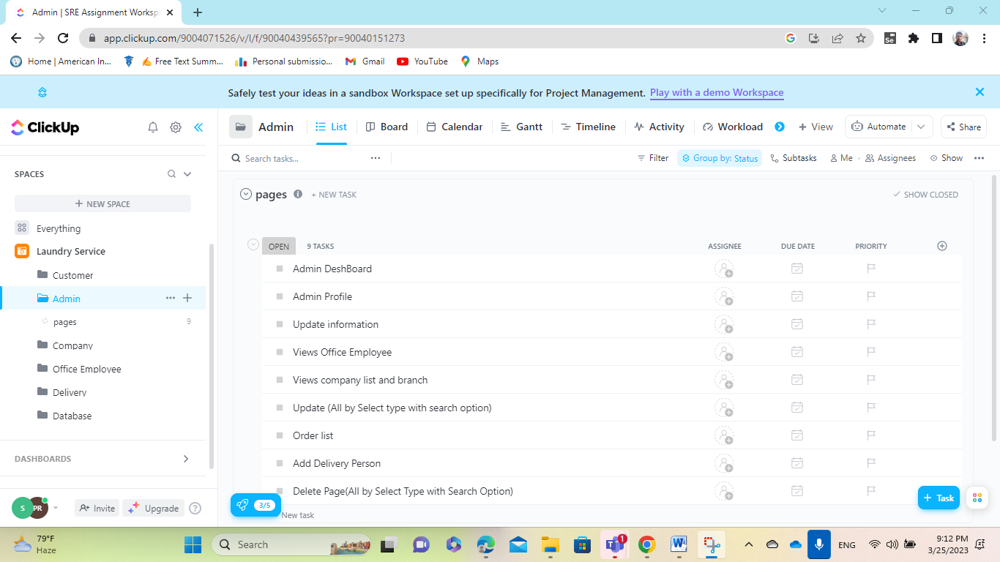 Admin | SRE Assignment Worksp
app.clickup.com/9004071526/v/l/f/90040439565?pr=90040151273
Home | American In... Free Text Summ... Personal submissio... Gmail YouTube Maps
Safely test your ideas in a sandbox Workspace set up specifically for Project Management. Play with a demo Workspace
ClickUp
Admin List Board Calendar Gantt Timeline Activity Workload + View Automate Share
Search tasks... Filter Group by: Status Subtasks Me Assignees Show
SPACES
+ NEW SPACE
Everything
Laundry Service
Customer
Admin
pages 9
Company
Office Employee
Delivery
Database
DASHBOARDS
S PR Invite Upgrade ?
pages + NEW TASK SHOW CLOSED
OPEN 9 TASKS ASSIGNEE DUE DATE PRIORITY
Admin DeshBoard
Admin Profile
Update information
Views Office Employee
Views company list and branch
Update (All by Select type with search option)
Order list
Add Delivery Person
Delete Page(All by Select Type with Search Option)
3/5
New task
+ Task
79°F
Haze
Search
1
ENG
9:12 PM
3/25/2023